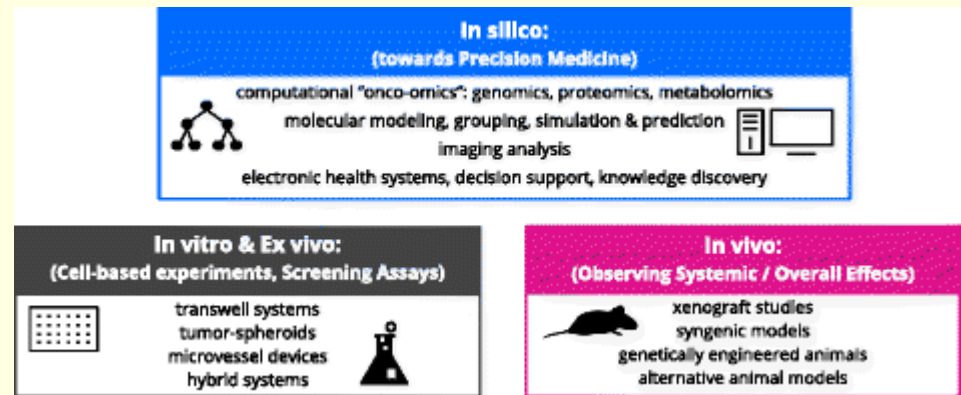 In silico:
(towards Precision Medicine)
computational "onco-omics": genomics, proteomics, metabolomics
molecular modeling, grouping, simulation & prediction
imaging analysis
electronic health systems, decision support, knowledge discovery
In vitro & Ex vivo:
(Cell-based experiments, Screening Assays)
transwell systems
tumor-spheroids
microvessel devices
hybrid systems
In vivo:
(Observing Systemic / Overall Effects)
xenograft studies
syngenic models
genetically engineered animals
alternative animal models